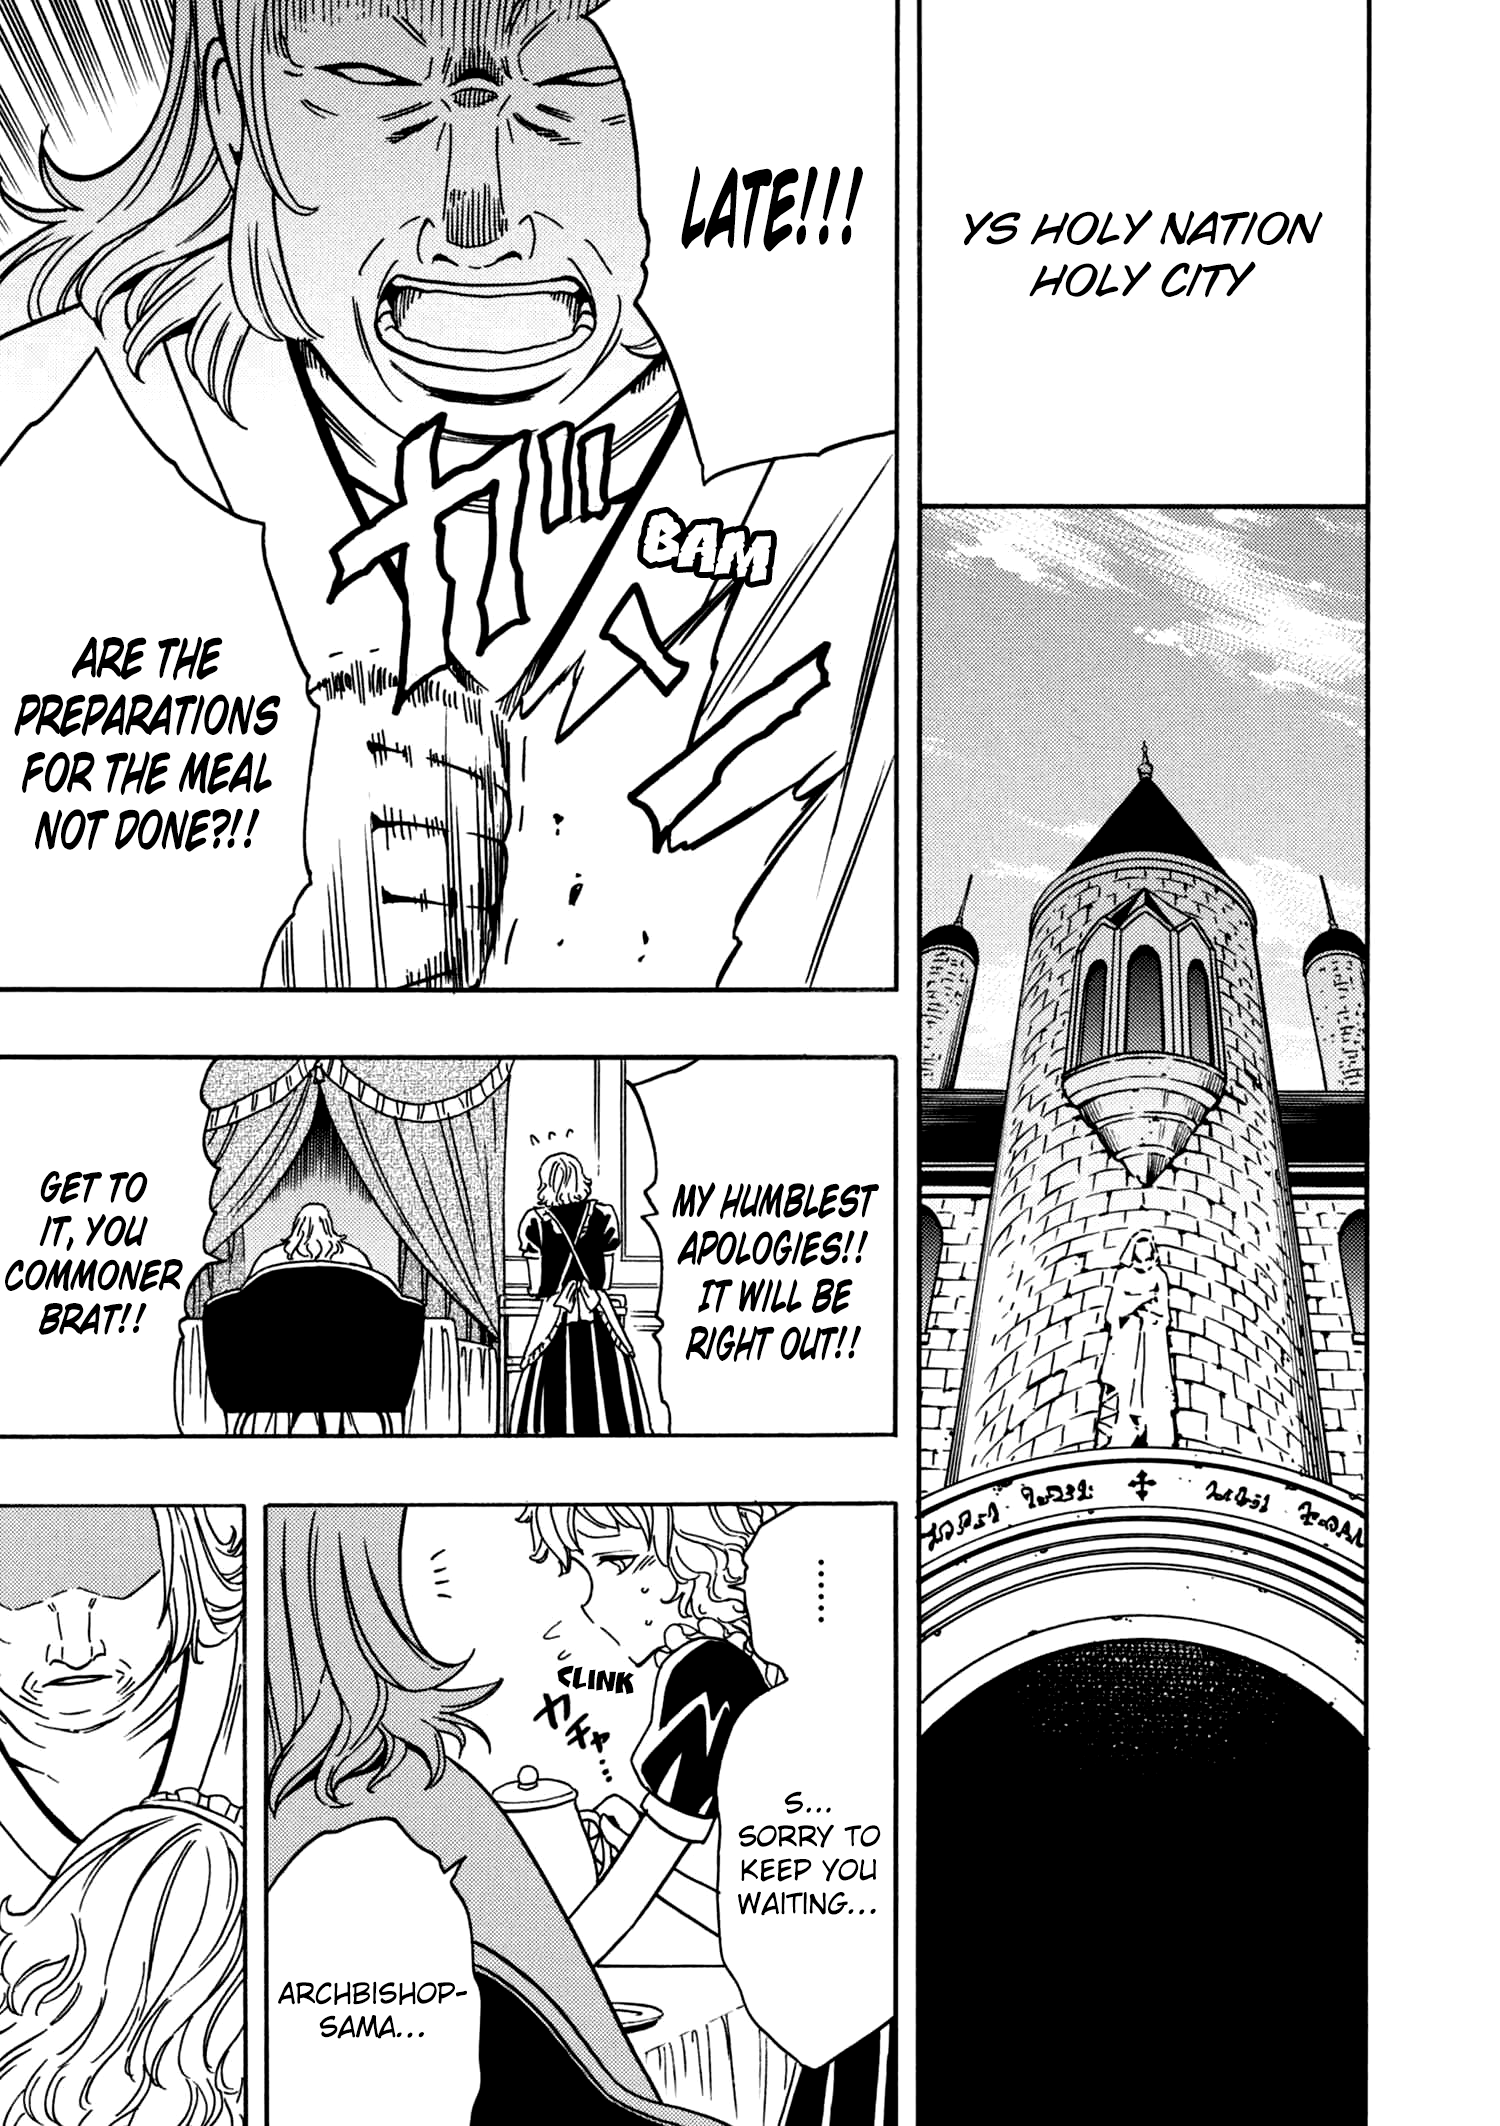 YS HOLY NATION
HOLY CITY
LATE!!!
ガン
BAM
ARE THE
PREPARATIONS
FOR THE MEAL
NOT DONE?!!
MY HUMBLEST
APOLOGIES!!
IT WILL BE
RIGHT OUT!!
GET TO
IT, YOU
COMMONER
BRAT!!
......
CLINK
カチャ...
S...
SORRY TO
KEEP YOU
WAITING...
ARCHBISHOP-
SAMA...